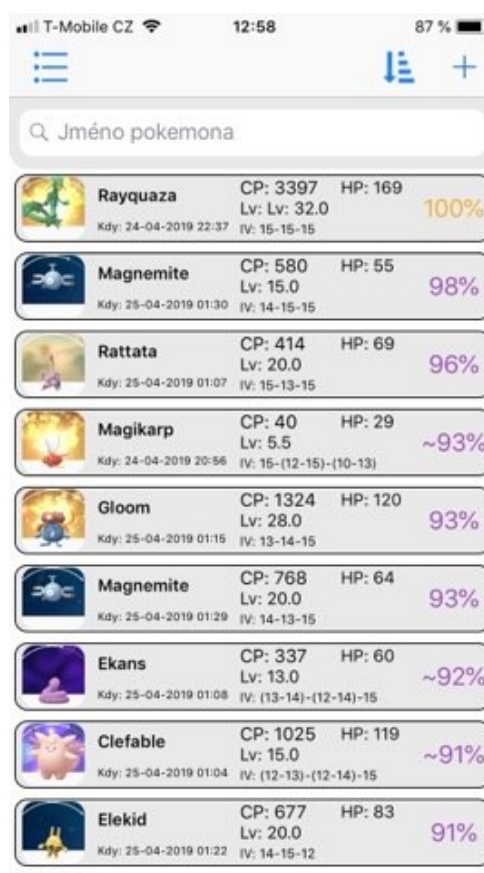 T-Mobile CZ 12:58 87 %
Jméno pokemona
Rayquaza CP: 3397 HP: 169
Lv: Lv: 32.0 100%
Kdy: 24-04-2019 22:37 IV: 15-15-15
Magnemite CP: 580 HP: 55
Lv: 15.0 98%
Kdy: 25-04-2019 01:30 IV: 14-15-15
Rattata CP: 414 HP: 69
Lv: 20.0 96%
Kdy: 25-04-2019 01:07 IV: 15-13-15
Magikarp CP: 40 HP: 29
Lv: 5.5 ~93%
Kdy: 24-04-2019 20:56 IV: 15-(12-15)-(10-13)
Gloom CP: 1324 HP: 120
Lv: 28.0 93%
Kdy: 25-04-2019 01:15 IV: 13-14-15
Magnemite CP: 768 HP: 64
Lv: 20.0 93%
Kdy: 25-04-2019 01:29 IV: 14-13-15
Ekans CP: 337 HP: 60
Lv: 13.0 ~92%
Kdy: 25-04-2019 01:08 IV: (13-14)-(12-14)-15
Clefable CP: 1025 HP: 119
Lv: 15.0 ~91%
Kdy: 25-04-2019 01:04 IV: (12-13)-(12-14)-15
Elekid CP: 677 HP: 83
Lv: 20.0 91%
Kdy: 25-04-2019 01:22 IV: 14-15-12